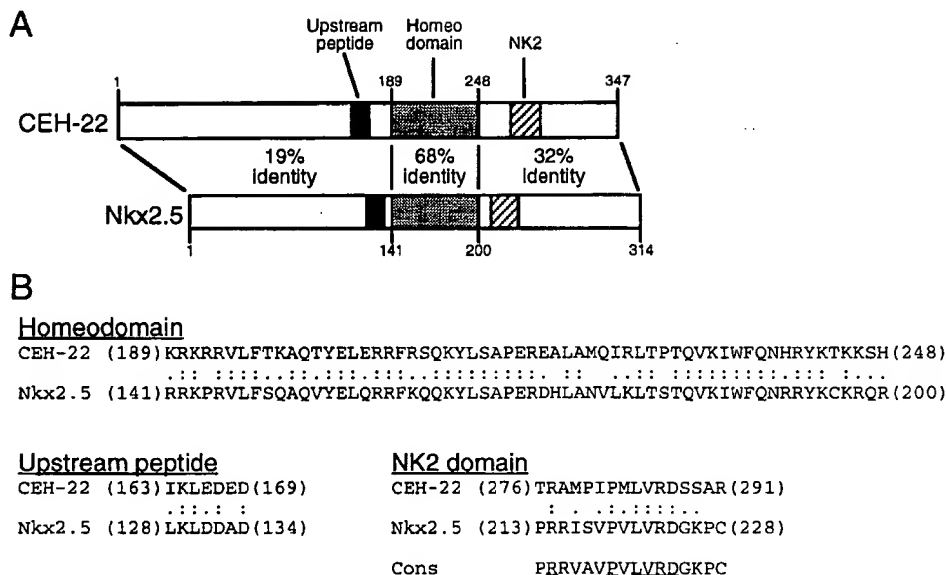 A
Upstream peptide
Homeo domain
NK2
1
189
248
347
CEH-22
19% identity
68% identity
32% identity
Nkx2.5
1
141
200
314
B
Homeodomain
CEH-22 (189)KRKRRVLFTKAQTYELERRFRSQKYLSAPEREALAMQIRLTPTQVKIWFQNHRYKTKKSH(248)
.:: :::::..:: ::::.:::..:::::::::. ::: ..:.:: :::::::::.::: :...
Nkx2.5 (141)RRKPRVLFSQAQVYELQRRFKQQKYLSAPERDHLANVLKLTSTQVKIWFQNRRYKCKRQR(200)
Upstream peptide
CEH-22 (163)IKLEDED(169)
.::.: :
Nkx2.5 (128)LKLDDAD(134)
NK2 domain
CEH-22 (276)TRAMPIPMLVRDSSAR(291)
: . .:.::::..
Nkx2.5 (213)PRRISVPVLVRDGKPC(228)
Cons PRRVAVPVLVRDGKPC